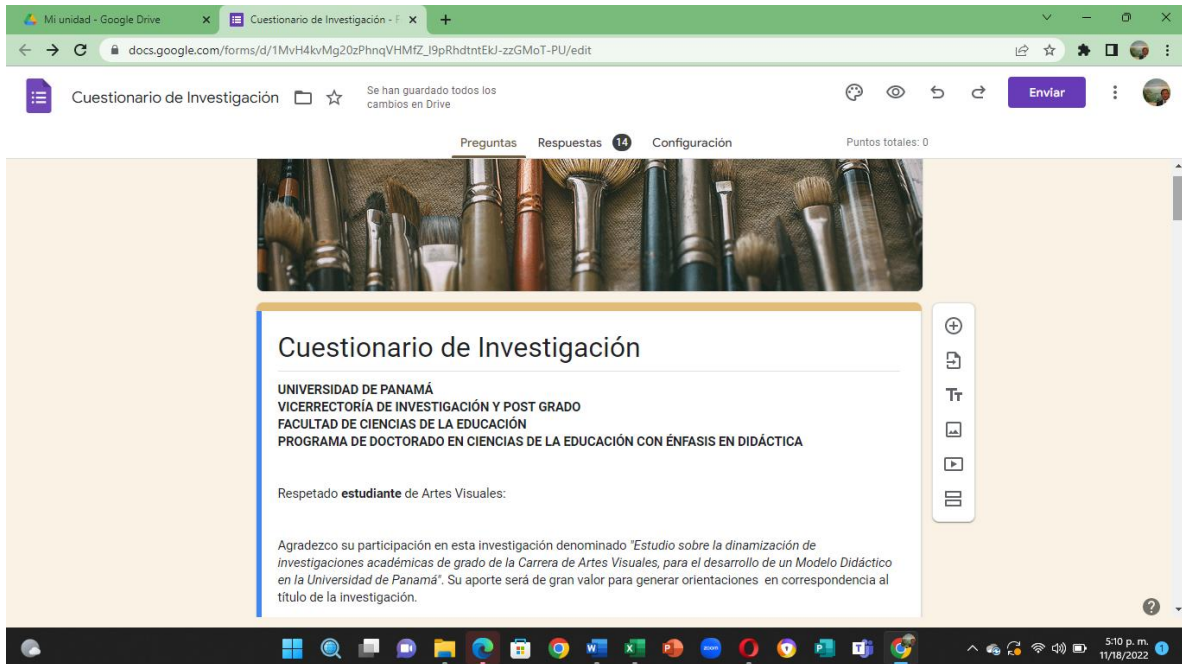 Mi unidad - Google Drive
Cuestionario de Investigación - F
docs.google.com/forms/d/1MvH4kvMg20zPhnqVHMfZ_I9pRhdtntEkJ-zzGMoT-PU/edit
Cuestionario de Investigación
Se han guardado todos los
cambios en Drive
Enviar
Preguntas Respuestas 14 Configuración
Puntos totales: 0
Cuestionario de Investigación
UNIVERSIDAD DE PANAMÁ
VICERRECTORÍA DE INVESTIGACIÓN Y POST GRADO
FACULTAD DE CIENCIAS DE LA EDUCACIÓN
PROGRAMA DE DOCTORADO EN CIENCIAS DE LA EDUCACIÓN CON ÉNFASIS EN DIDÁCTICA
Respetado estudiante de Artes Visuales:
Agradezco su participación en esta investigación denominado "Estudio sobre la dinamización de
investigaciones académicas de grado de la Carrera de Artes Visuales, para el desarrollo de un Modelo Didáctico
en la Universidad de Panamá". Su aporte será de gran valor para generar orientaciones en correspondencia al
título de la investigación.
Tт
zoom
5:10 p. m.
11/18/2022
1